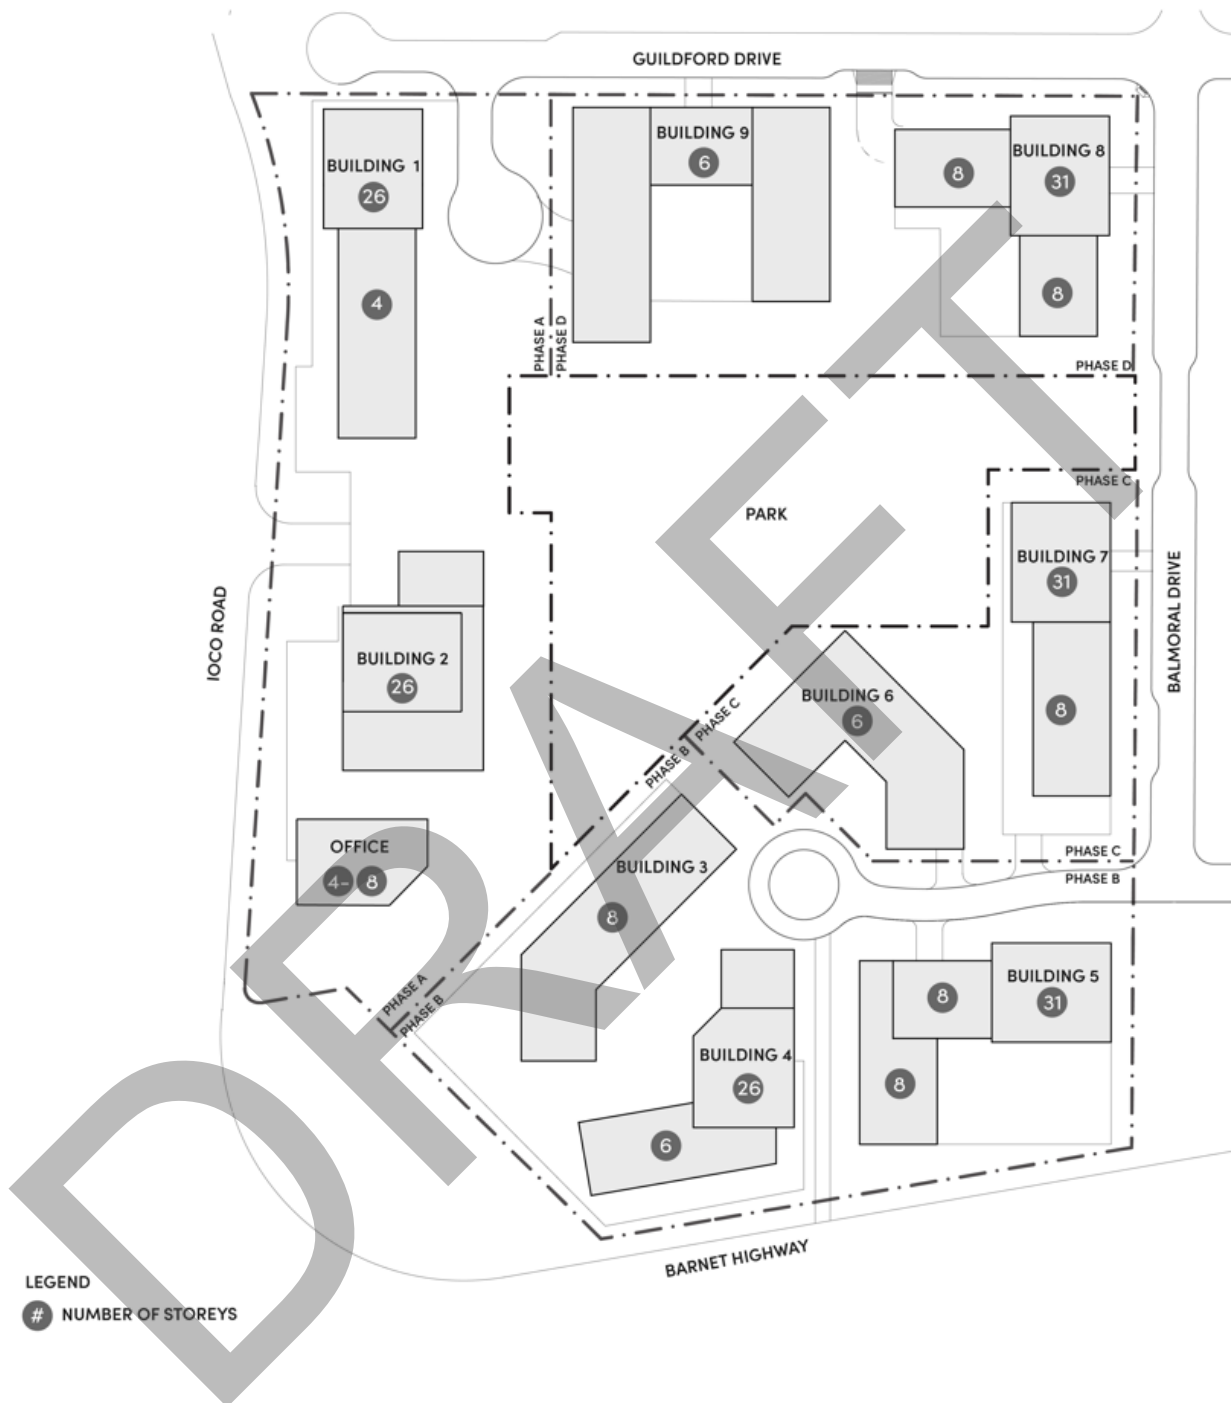 GUILDFORD DRIVE
BUILDING 1
26
4
BUILDING 9
6
8
BUILDING 8
31
8
PHASE A
PHASE D
PHASE D
PHASE C
PARK
BUILDING 7
31
8
IOCO ROAD
BALMORAL DRIVE
BUILDING 2
26
BUILDING 6
6
PHASE C
PHASE B
OFFICE
4-
8
BUILDING 3
8
PHASE C
PHASE B
PHASE A
PHASE B
8
BUILDING 5
31
8
BUILDING 4
26
6
BARNET HIGHWAY
LEGEND
# NUMBER OF STOREYS
DRAFT